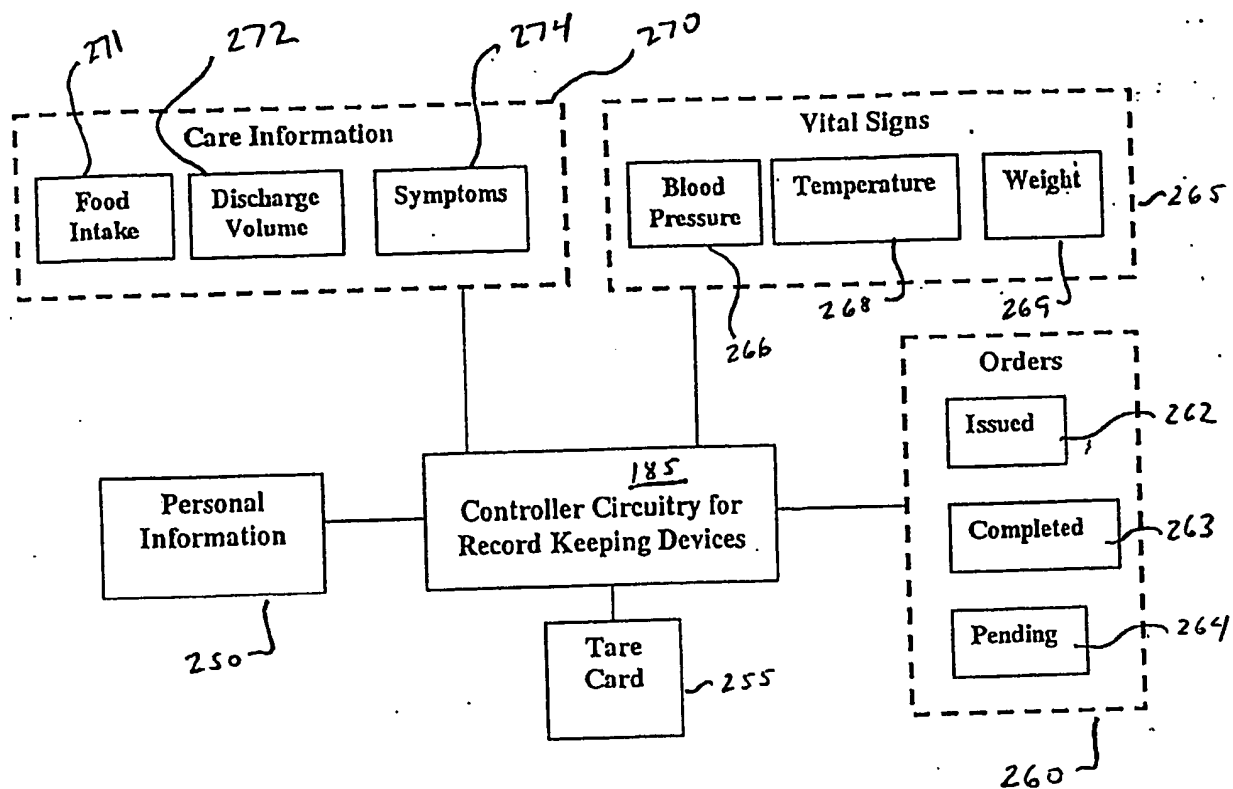 271
272
274
270
Care Information
Food
Intake
Discharge
Volume
Symptoms
Vital Signs
Blood
Pressure
Temperature
Weight
265
266
268
269
Orders
Issued
262
Completed
263
Pending
264
260
185
Controller Circuitry for
Record Keeping Devices
Personal
Information
250
Tare
Card
255